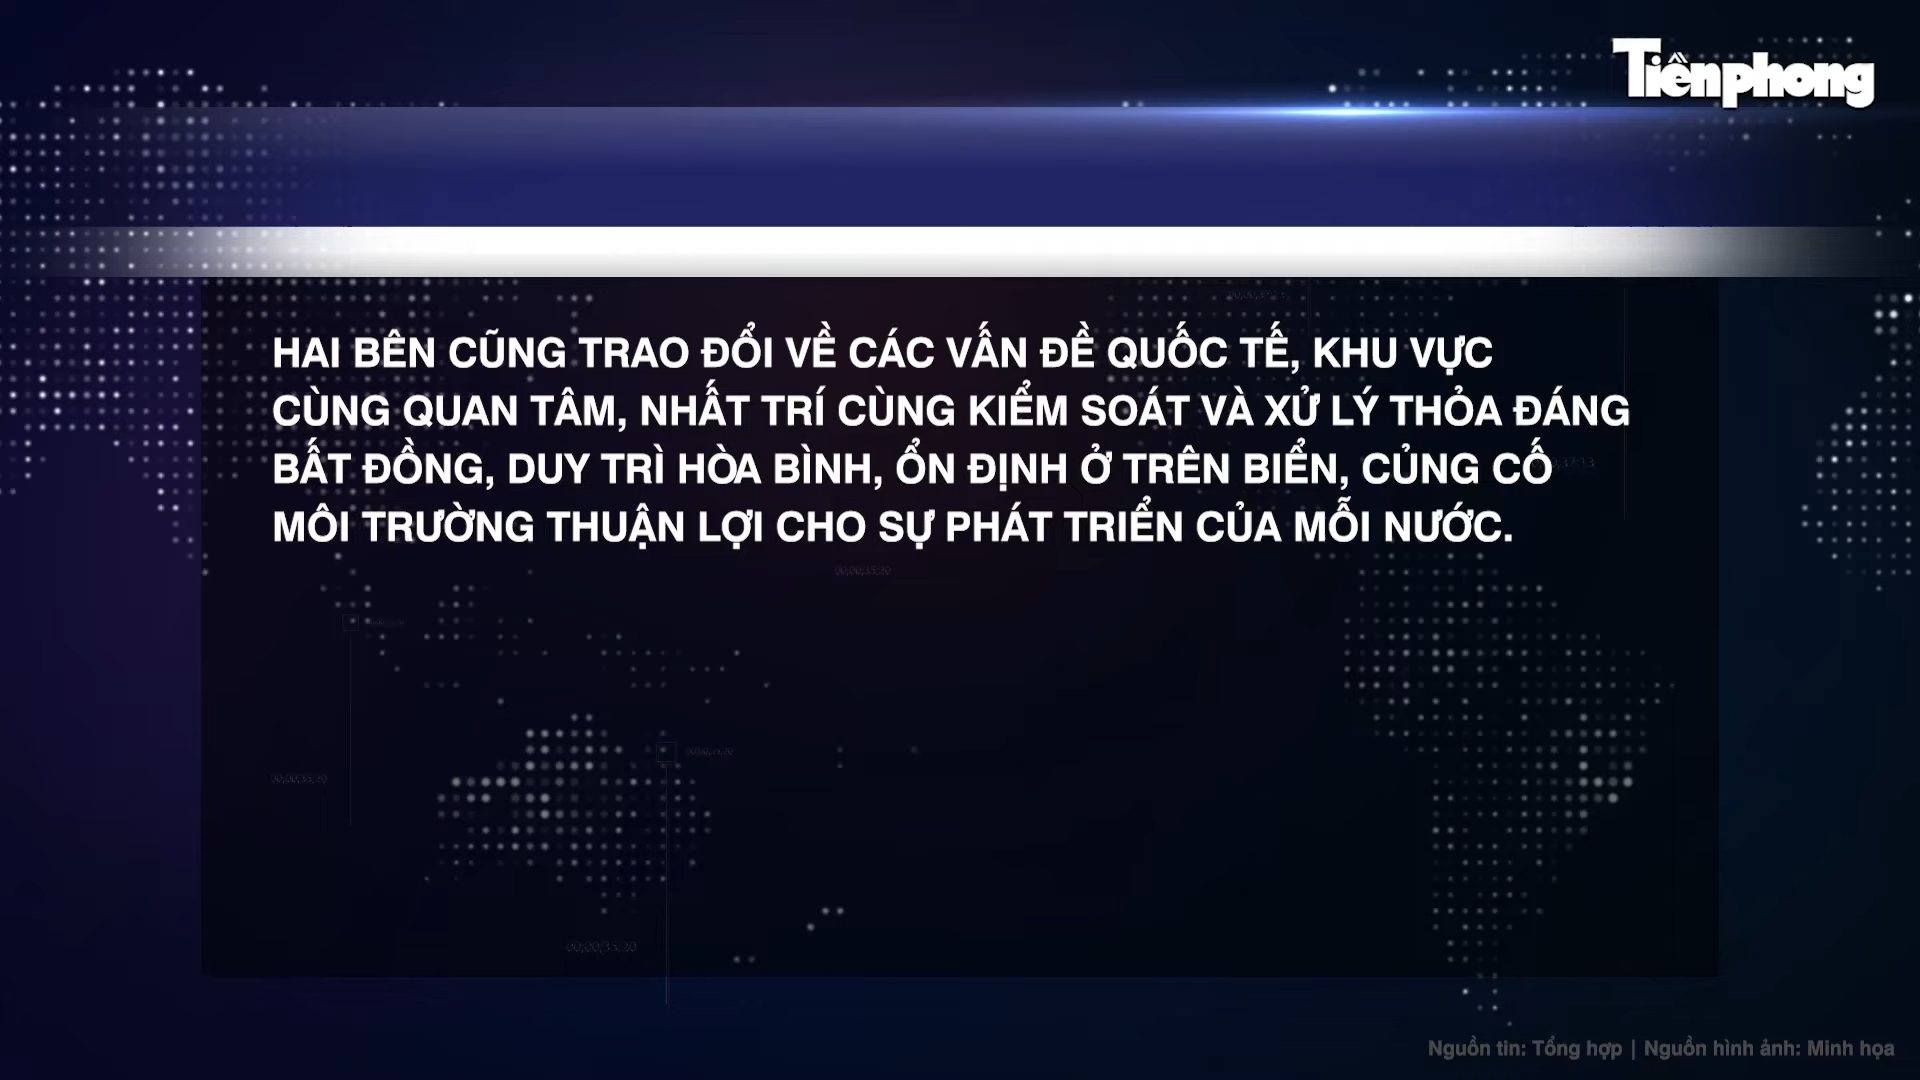 Tiềnphong
HAI BÊN CŨNG TRAO ĐỔI VỀ CÁC VẤN ĐỀ QUỐC TẾ, KHU VỰC
CÙNG QUAN TÂM, NHẤT TRÍ CÙNG KIỂM SOÁT VÀ XỬ LÝ THỎA ĐÁNG
BẤT ĐỒNG, DUY TRÌ HÒA BÌNH, ỔN ĐỊNH Ở TRÊN BIỂN, CỦNG CỐ
MÔI TRƯỜNG THUẬN LỢI CHO SỰ PHÁT TRIỂN CỦA MỖI NƯỚC.
Nguồn tin: Tổng hợp | Nguồn hình ảnh: Minh họa